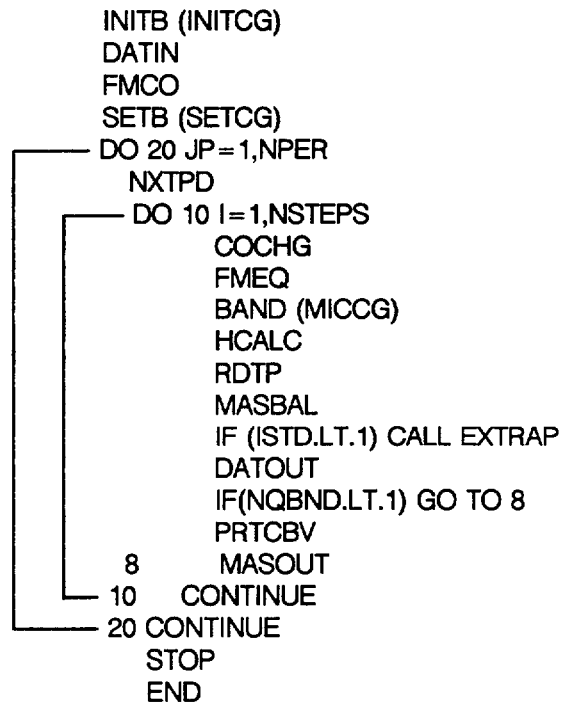 INITB (INITCG)
DATIN
FMCO
SETB (SETCG)
DO 20 JP=1,NPER
NXTPD
DO 10 I=1,NSTEPS
COCHG
FMEQ
BAND (MICCG)
HCALC
RDTP
MASBAL
IF (ISTD.LT.1) CALL EXTRAP
DATOUT
IF(NQBND.LT.1) GO TO 8
PRTCBV
8 MASOUT
10 CONTINUE
20 CONTINUE
STOP
END